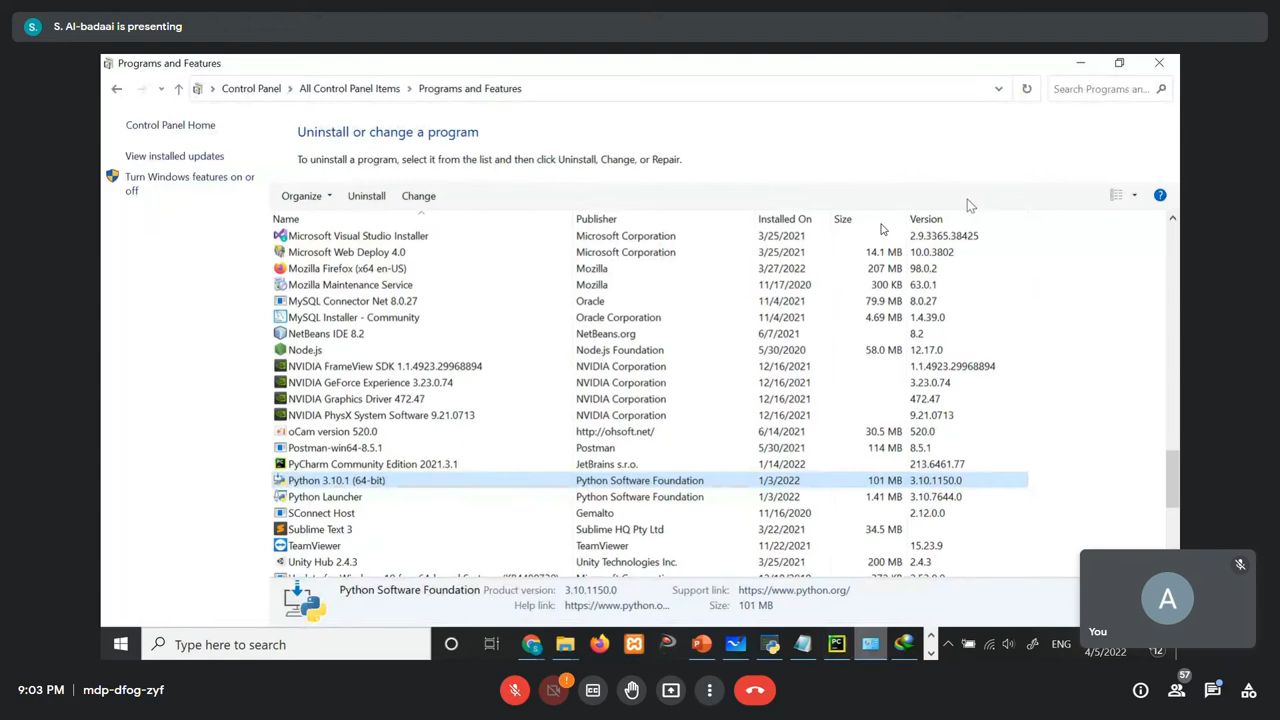 S. S. Al-badaai is presenting
Programs and Features
Control Panel > All Control Panel Items > Programs and Features Search Programs an...
Control Panel Home
View installed updates
Turn Windows features on or
off
Uninstall or change a program
To uninstall a program, select it from the list and then click Uninstall, Change, or Repair.
Organize Uninstall Change
Name Publisher Installed On Size Version
Microsoft Visual Studio Installer Microsoft Corporation 3/25/2021 2.9.3365.38425
Microsoft Web Deploy 4.0 Microsoft Corporation 3/25/2021 14.1 MB 10.0.3802
Mozilla Firefox (x64 en-US) Mozilla 3/27/2022 207 MB 98.0.2
Mozilla Maintenance Service Mozilla 11/17/2020 300 KB 63.0.1
MySQL Connector Net 8.0.27 Oracle 11/4/2021 79.9 MB 8.0.27
MySQL Installer - Community Oracle Corporation 11/4/2021 4.69 MB 1.4.39.0
NetBeans IDE 8.2 NetBeans.org 6/7/2021 8.2
Node.js Node.js Foundation 5/30/2020 58.0 MB 12.17.0
NVIDIA FrameView SDK 1.1.4923.29968894 NVIDIA Corporation 12/16/2021 1.1.4923.29968894
NVIDIA GeForce Experience 3.23.0.74 NVIDIA Corporation 12/16/2021 3.23.0.74
NVIDIA Graphics Driver 472.47 NVIDIA Corporation 12/16/2021 472.47
NVIDIA PhysX System Software 9.21.0713 NVIDIA Corporation 12/16/2021 9.21.0713
oCam version 520.0 http://ohsoft.net/ 6/14/2021 30.5 MB 520.0
Postman-win64-8.5.1 Postman 5/30/2021 114 MB 8.5.1
PyCharm Community Edition 2021.3.1 JetBrains s.r.o. 1/14/2022 213.6461.77
Python 3.10.1 (64-bit) Python Software Foundation 1/3/2022 101 MB 3.10.1150.0
Python Launcher Python Software Foundation 1/3/2022 1.41 MB 3.10.7644.0
SConnect Host Gemalto 11/16/2020 2.12.0.0
Sublime Text 3 Sublime HQ Pty Ltd 3/22/2021 34.5 MB
TeamViewer TeamViewer 11/22/2021 15.23.9
Unity Hub 2.4.3 Unity Technologies Inc. 3/25/2021 200 MB 2.4.3
Python Software Foundation Product version: 3.10.1150.0 Support link: https://www.python.org/
Help link: https://www.python.o... Size: 101 MB
A
You
Type here to search
ENG
4/5/2022 12
9:03 PM mdp-dfog-zyf
57